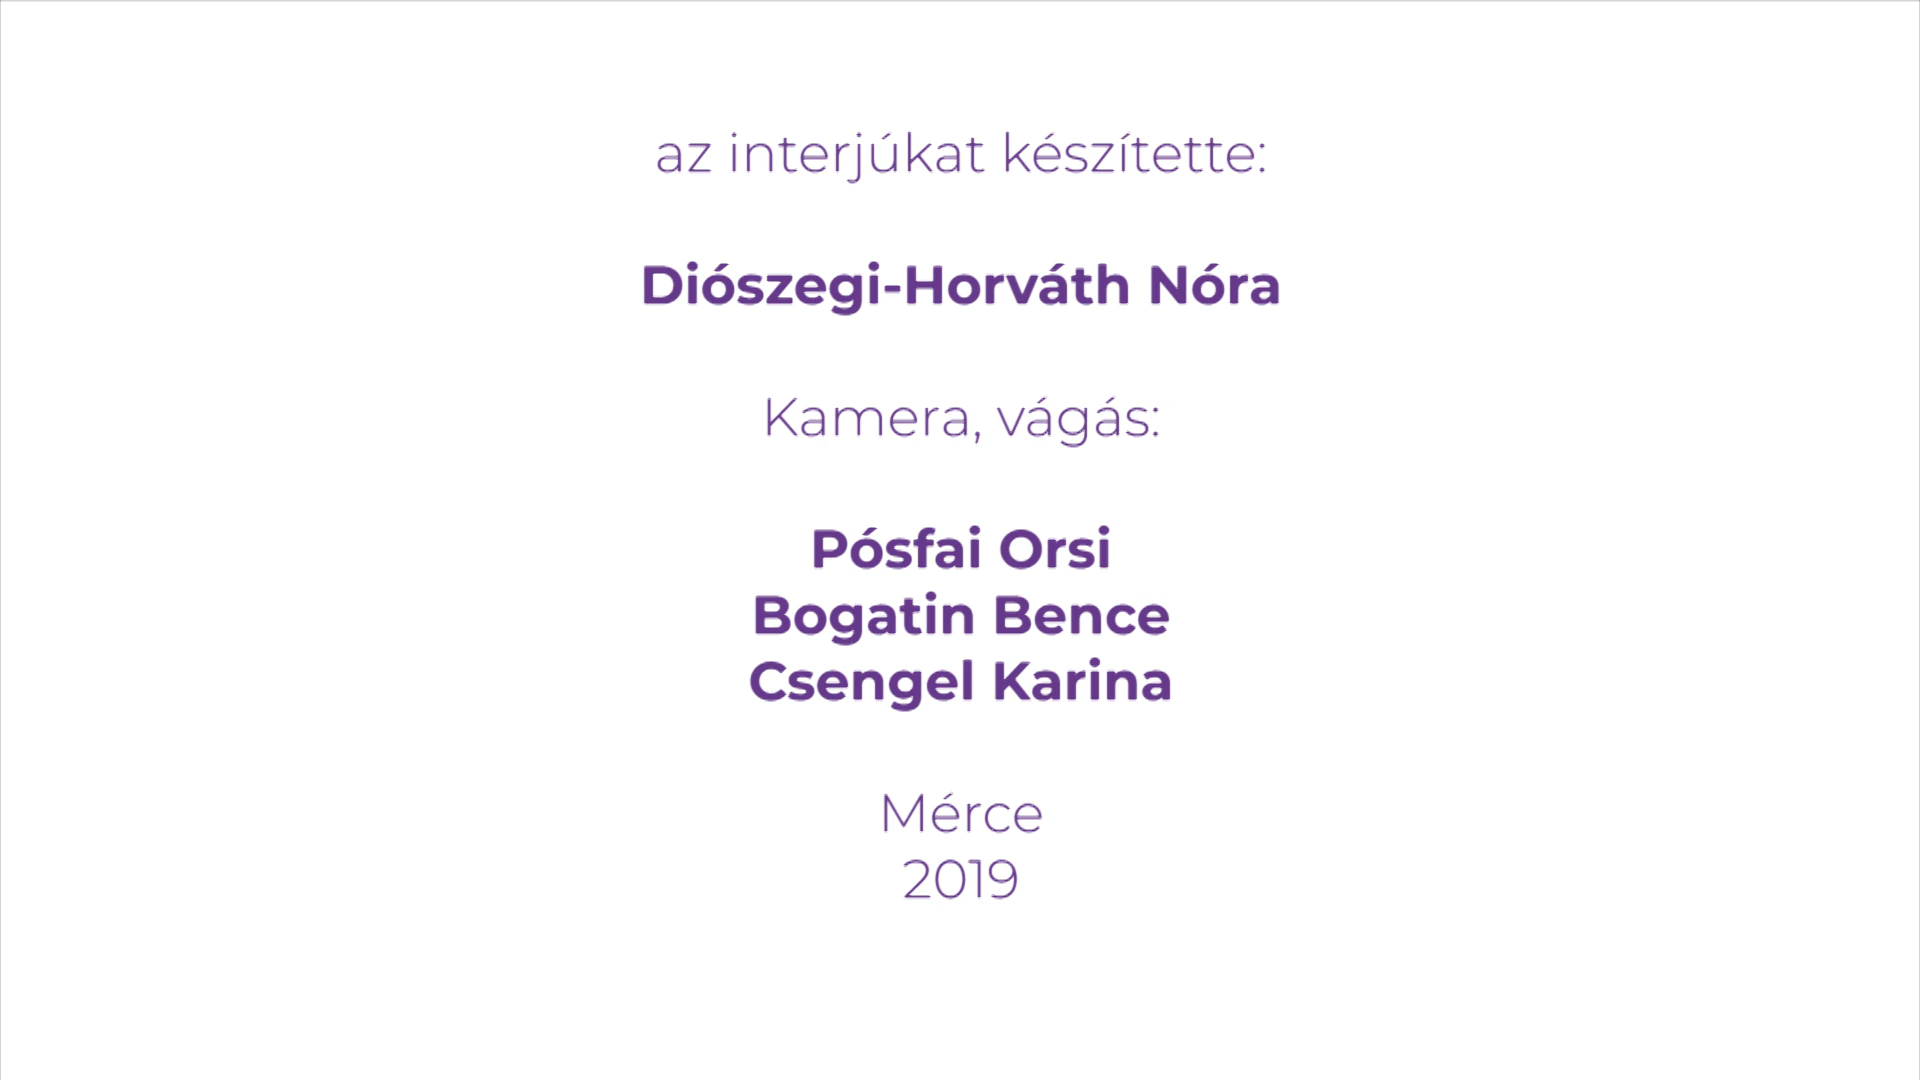 az interjúkat készítette:
Diószegi-Horváth Nóra
Kamera, vágás:
Pósfai Orsi
Bogatin Bence
Csengel Karina
Mérce
2019